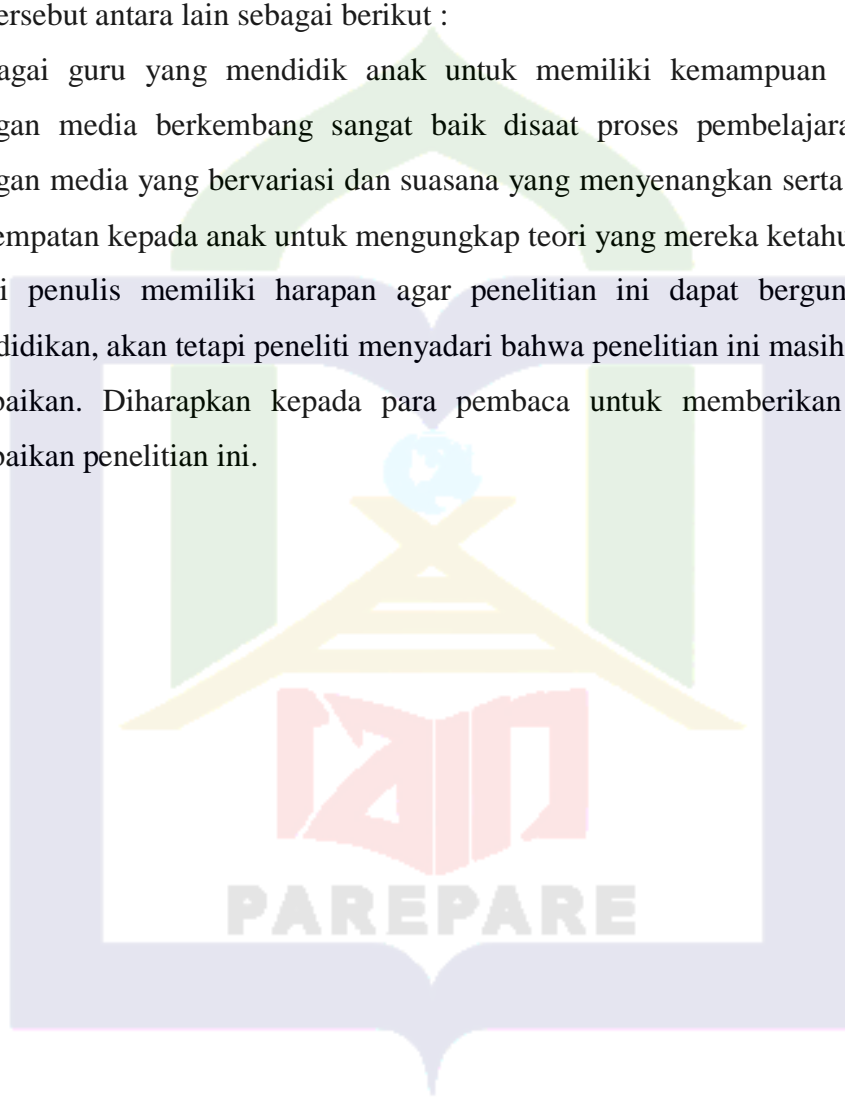 ersebut antara lain sebagai berikut :
agai guru yang mendidik anak untuk memiliki kemampuan
gan media berkembang sangat baik disaat proses pembelajara
gan media yang bervariasi dan suasana yang menyenangkan serta
empatan kepada anak untuk mengungkap teori yang mereka ketahu
i penulis memiliki harapan agar penelitian ini dapat bergun
didikan, akan tetapi peneliti menyadari bahwa penelitian ini masih
baikan. Diharapkan kepada para pembaca untuk memberikan
baikan penelitian ini.
iain
PAREPARE